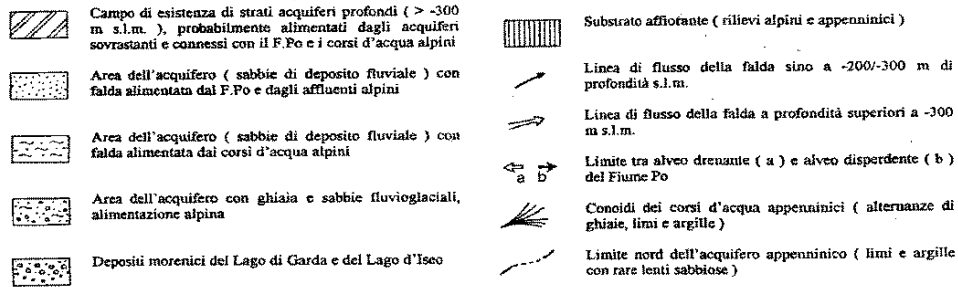 Campo di esistenza di strati acquiferi profondi ( > -300
m s.l.m. ), probabilmente alimentati dagli acquiferi
sovrastanti e connessi con il F.Po e i corsi d'acqua alpini
Area dell'acquifero ( sabbie di deposito fluviale ) con
falda alimentata dal F.Po e dagli affluenti alpini
Area dell'acquifero ( sabbie di deposito fluviale ) con
falda alimentata dai corsi d'acqua alpini
Area dell'acquifero con ghiaia e sabbie fluvioglaciali,
alimentazione alpina
Depositi morenici del Lago di Garda e del Lago d'Iseo
Substrato affiorante ( rilievi alpini e appenninici )
Linea di flusso della falda sino a -200/-300 m di
profondità s.l.m.
Linea di flusso della falda a profondità superiori a -300
m s.l.m.
a b
Limite tra alveo drenante ( a ) e alveo disperdente ( b )
del Fiume Po
Conoidi dei corsi d'acqua appenninici ( alternanze di
ghiaie, limi e argille )
Limite nord dell'acquifero appenninico ( limi e argille
con rare lenti sabbiose )